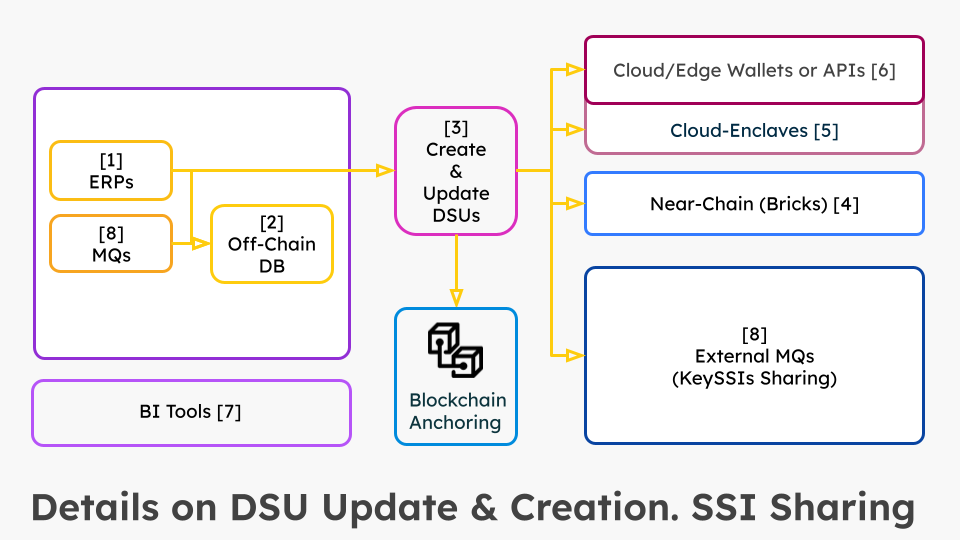 Cloud/Edge Wallets or APIs [6]
Cloud-Enclaves [5]
[3]
Create
&
Update
DSUs
[1]
ERPs
[8]
MQs
[2]
Off-Chain
DB
Near-Chain (Bricks) [4]
[8]
External MQs
(KeySSIs Sharing)
Blockchain
Anchoring
BI Tools [7]
Details on DSU Update & Creation. SSI Sharing